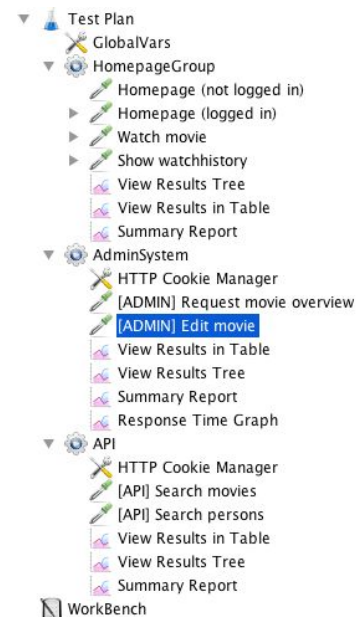 Test Plan
GlobalVars
HomepageGroup
Homepage (not logged in)
Homepage (logged in)
Watch movie
Show watchhistory
View Results Tree
View Results in Table
Summary Report
AdminSystem
HTTP Cookie Manager
[ADMIN] Request movie overview
[ADMIN] Edit movie
View Results in Table
View Results Tree
Summary Report
Response Time Graph
API
HTTP Cookie Manager
[API] Search movies
[API] Search persons
View Results in Table
View Results Tree
Summary Report
WorkBench